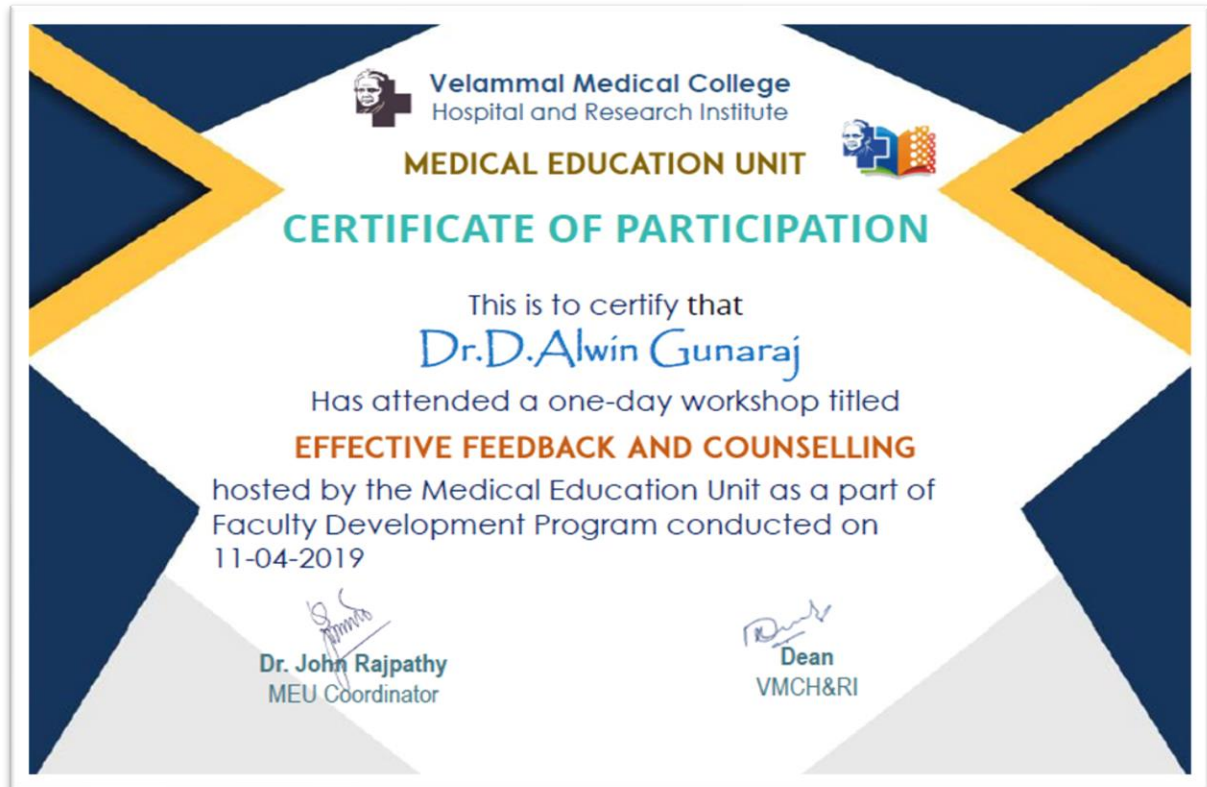 Velammal Medical College
Hospital and Research Institute
MEDICAL EDUCATION UNIT
CERTIFICATE OF PARTICIPATION
This is to certify that
Dr.D.Alwin Gunaraj
Has attended a one-day workshop titled
EFFECTIVE FEEDBACK AND COUNSELLING
hosted by the Medical Education Unit as a part of
Faculty Development Program conducted on
11-04-2019
Dr. John Rajpathy
MEU Coordinator
Dean
VMCH&RI